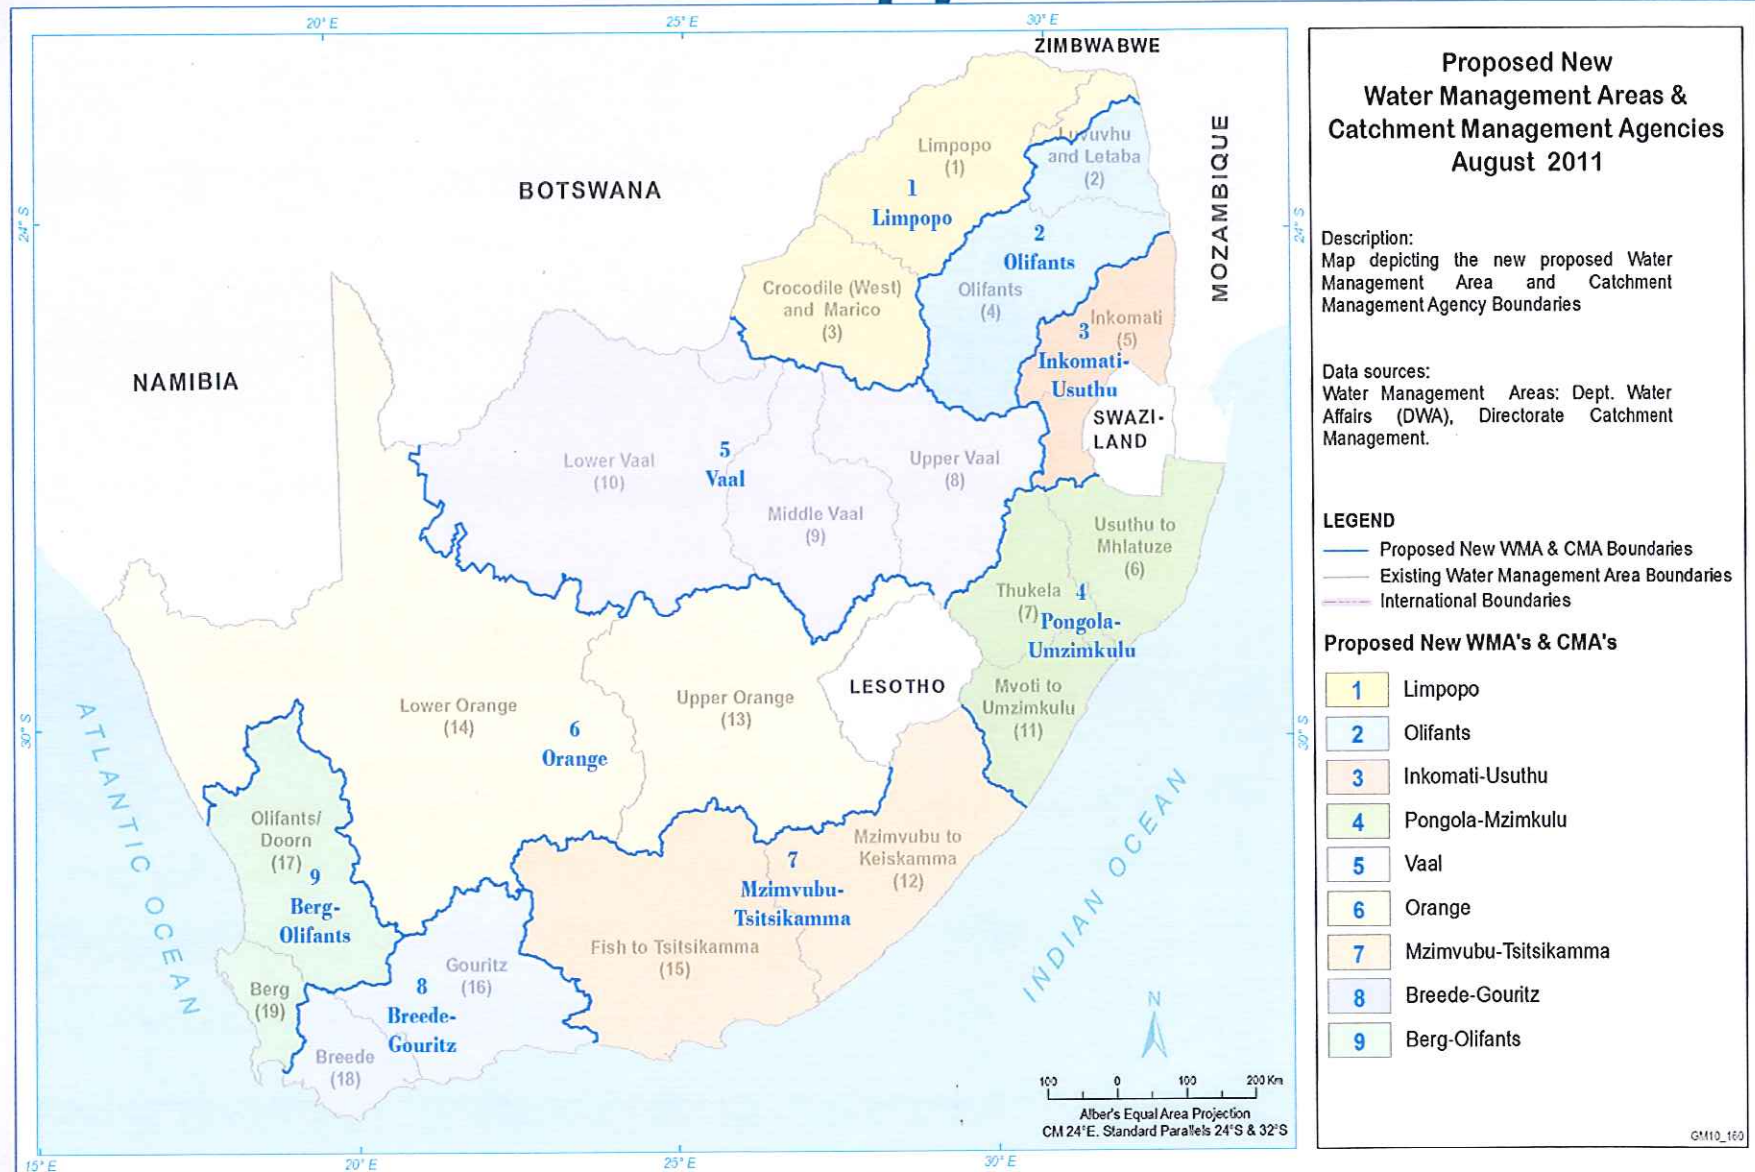 20° E
25° E
30° E
ZIMBWABWE
MOZAMBIQUE
BOTSWANA
NAMIBIA
24° S
24° S
Limpopo
(1)
1
Limpopo
Luvuvhu
and Letaba
(2)
2
Olifants
Olifants
(4)
Crocodile (West)
and Marico
(3)
Inkomati
(5)
3
Inkomati-
Usuthu
SWAZI-
LAND
Lower Vaal
(10)
5
Vaal
Upper Vaal
(8)
Middle Vaal
(9)
Usuthu to
Mhlatuze
(6)
Thukela
(7)
4
Pongola-
Umzimkulu
Mvoti to
Umzimkulu
(11)
LESOTHO
Upper Orange
(13)
Lower Orange
(14)
6
Orange
30° S
30° S
ATLANTIC OCEAN
INDIAN OCEAN
Olifants/
Doorn
(17)
9
Berg-
Olifants
Mzimvubu to
Keiskamma
(12)
7
Mzimvubu-
Tsitsikamma
Fish to Tsitsikamma
(15)
Gouritz
(16)
8
Breede-
Gouritz
Berg
(19)
Breede
(18)
N
100 0 100 200 Km
Alber's Equal Area Projection
CM 24°E. Standard Parallels 24°S & 32°S
15° E
20° E
25° E
30° E
Proposed New
Water Management Areas &
Catchment Management Agencies
August 2011
Description:
Map depicting the new proposed Water
Management Area and Catchment
Management Agency Boundaries
Data sources:
Water Management Areas: Dept. Water
Affairs (DWA), Directorate Catchment
Management.
LEGEND
Proposed New WMA & CMA Boundaries
Existing Water Management Area Boundaries
International Boundaries
Proposed New WMA's & CMA's
1 Limpopo
2 Olifants
3 Inkomati-Usuthu
4 Pongola-Mzimkulu
5 Vaal
6 Orange
7 Mzimvubu-Tsitsikamma
8 Breede-Gouritz
9 Berg-Olifants
GM10_160